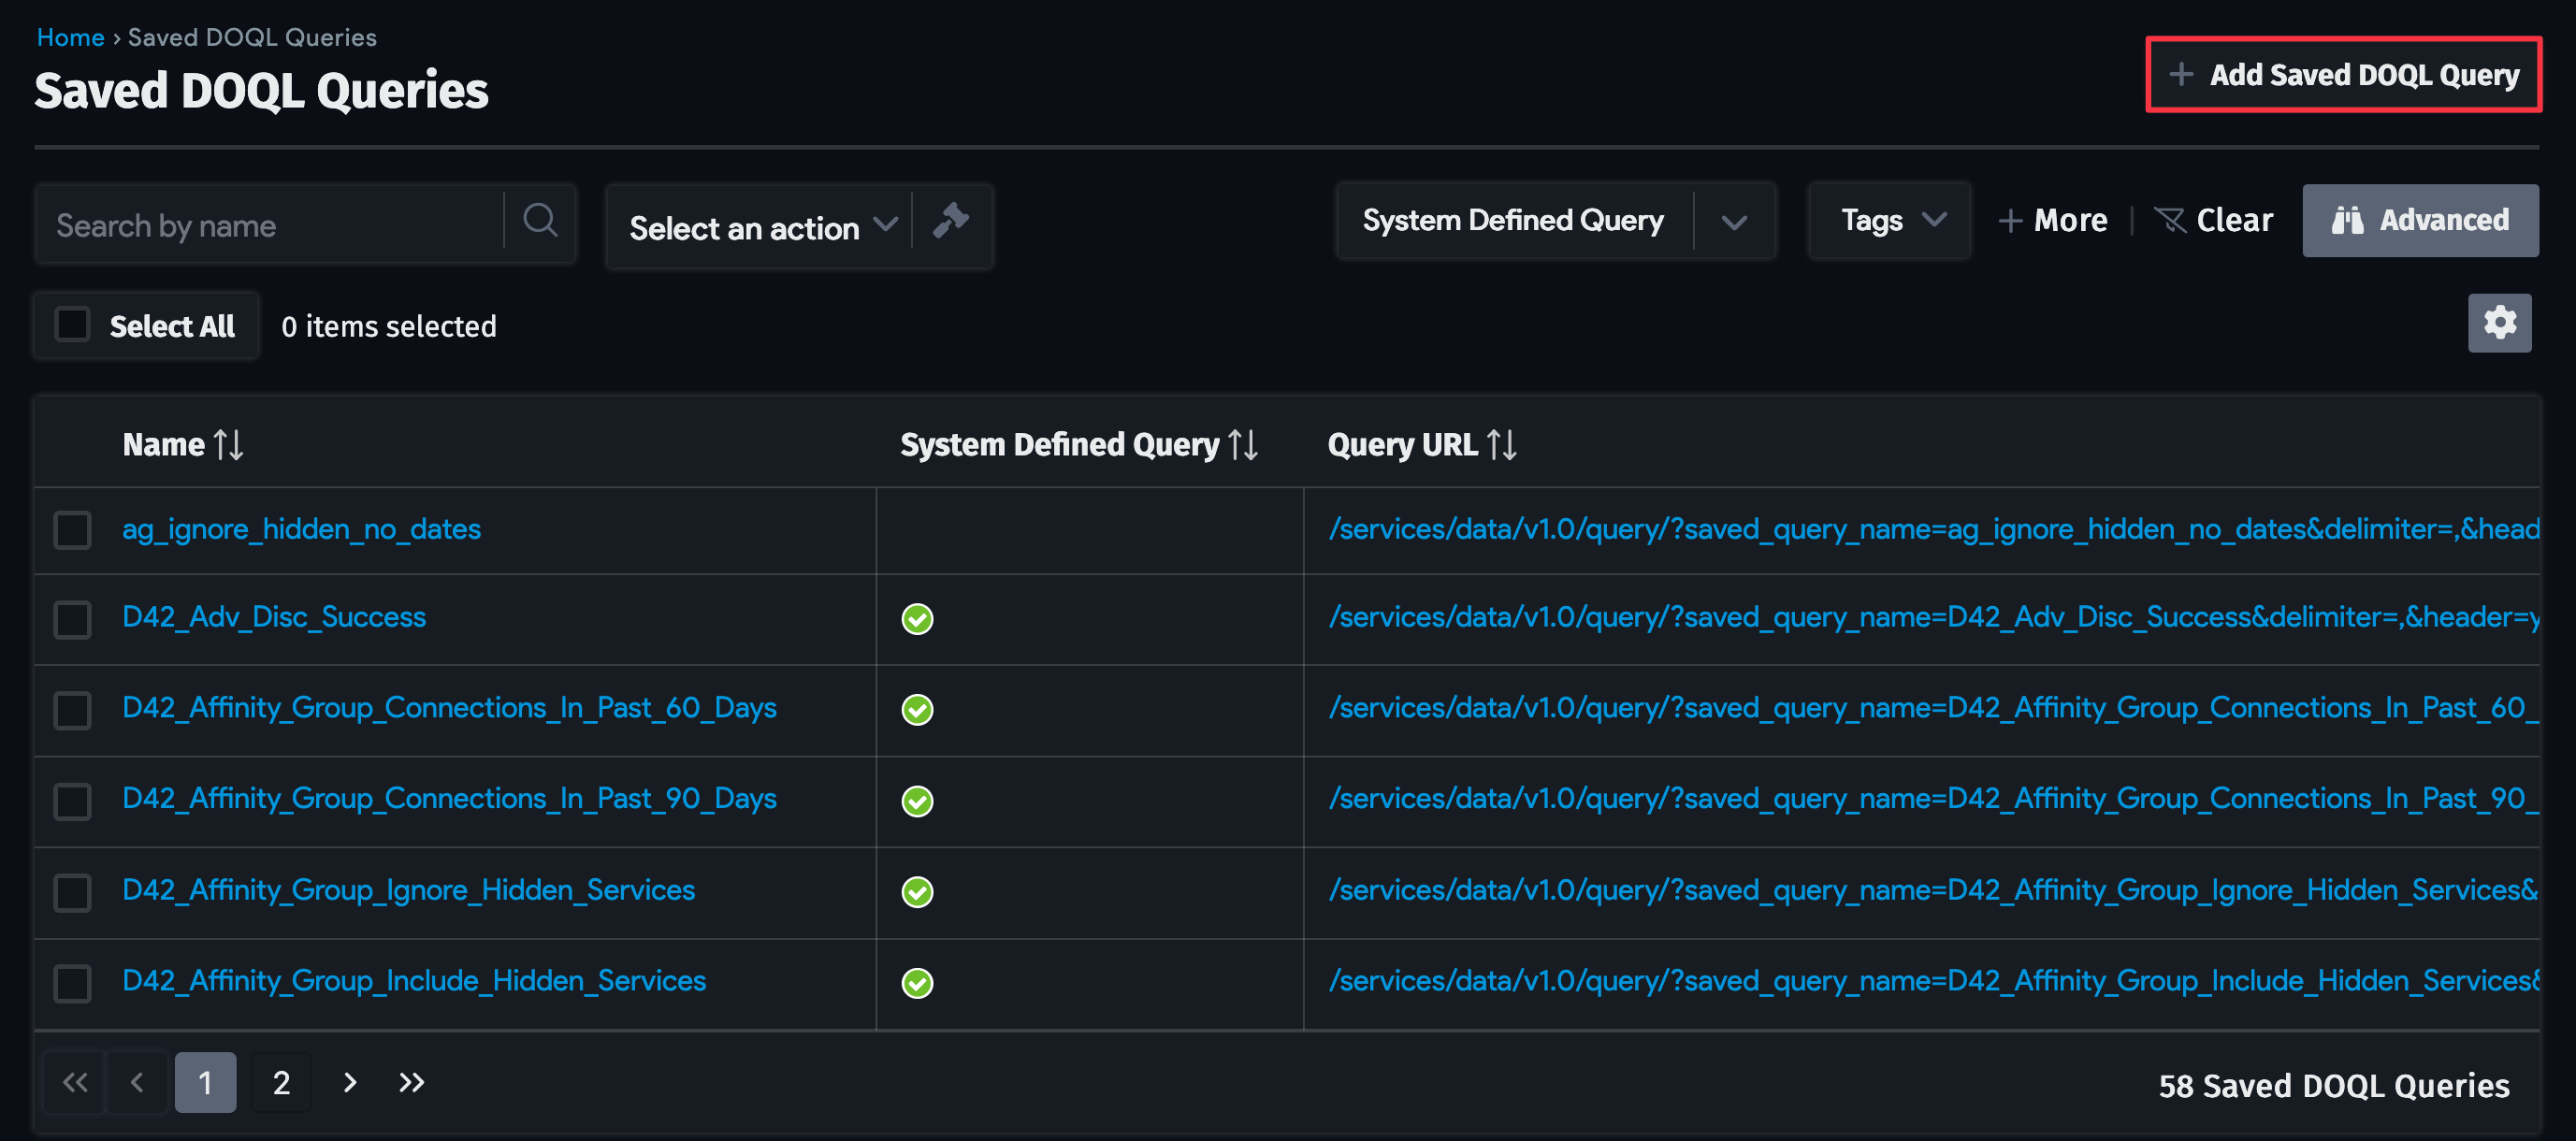 Home › Saved DOQL Queries
Saved DOQL Queries
+ Add Saved DOQL Query
Search by name
Select an action
System Defined Query
Tags
+ More | Clear
Advanced
Select All
0 items selected
Name
System Defined Query
Query URL
ag_ignore_hidden_no_dates
/services/data/v1.0/query/?saved_query_name=ag_ignore_hidden_no_dates&delimiter=,&head
D42_Adv_Disc_Success
/services/data/v1.0/query/?saved_query_name=D42_Adv_Disc_Success&delimiter=,&header=y
D42_Affinity_Group_Connections_In_Past_60_Days
/services/data/v1.0/query/?saved_query_name=D42_Affinity_Group_Connections_In_Past_60_
D42_Affinity_Group_Connections_In_Past_90_Days
/services/data/v1.0/query/?saved_query_name=D42_Affinity_Group_Connections_In_Past_90_
D42_Affinity_Group_Ignore_Hidden_Services
/services/data/v1.0/query/?saved_query_name=D42_Affinity_Group_Ignore_Hidden_Services&
D42_Affinity_Group_Include_Hidden_Services
/services/data/v1.0/query/?saved_query_name=D42_Affinity_Group_Include_Hidden_Services&
1 2
58 Saved DOQL Queries